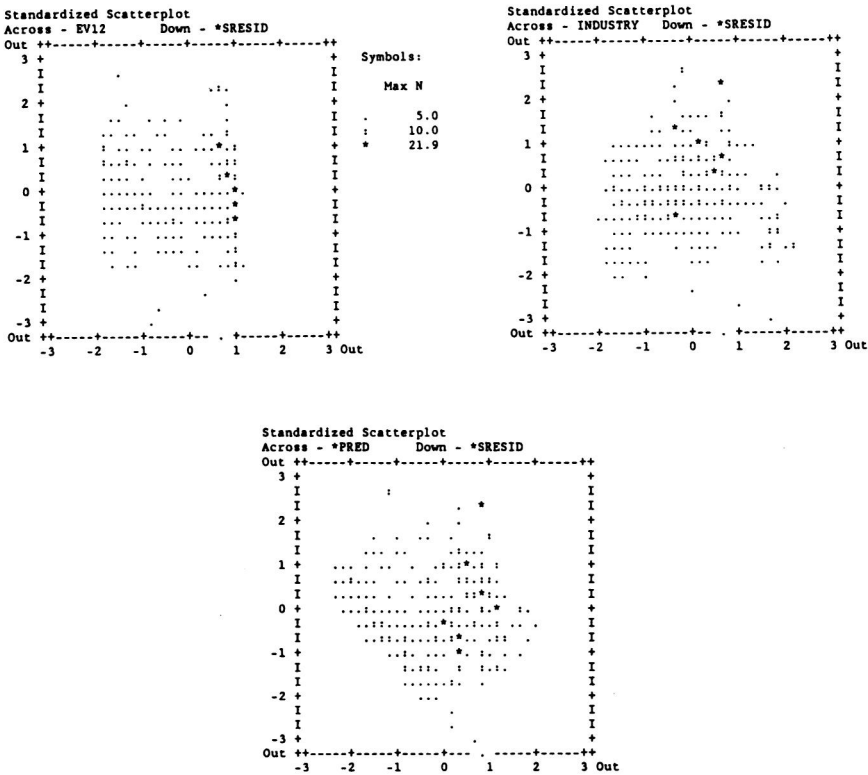 Standardized Scatterplot
Across - EV12 Down - *SRESID
Out ++-----+-----+-----+-----+-----+-----++
3 +
2 +
1 +
0 +
-1 +
-2 +
-3 +
Out ++-----+-----+-----+-----+-----+-----++
-3 -2 -1 0 1 2 3 Out
Symbols:
Max N
. 5.0
: 10.0
* 21.9
Standardized Scatterplot
Across - INDUSTRY Down - *SRESID
Out ++-----+-----+-----+-----+-----+-----++
3 +
2 +
1 +
0 +
-1 +
-2 +
-3 +
Out ++-----+-----+-----+-----+-----+-----++
-3 -2 -1 0 1 2 3 Out
Standardized Scatterplot
Across - *PRED Down - *SRESID
Out ++-----+-----+-----+-----+-----+-----++
3 +
2 +
1 +
0 +
-1 +
-2 +
-3 +
Out ++-----+-----+-----+-----+-----+-----++
-3 -2 -1 0 1 2 3 Out